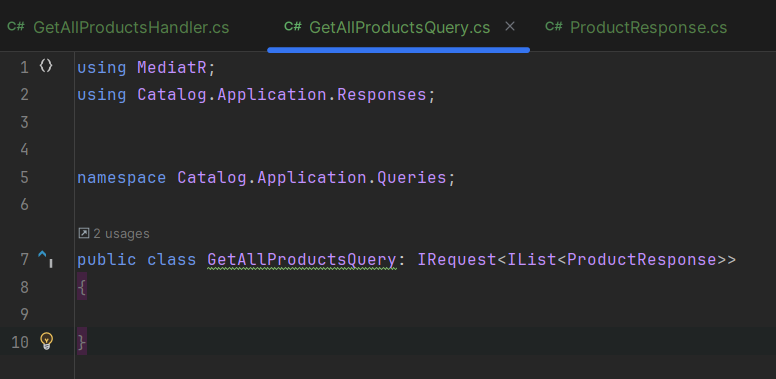 C# GetAllProductsHandler.cs C# GetAllProductsQuery.cs × C# ProductResponse.cs
1 {} using MediatR;
2 using Catalog.Application.Responses;
3
4
5 namespace Catalog.Application.Queries;
6
2 usages
7 public class GetAllProductsQuery: IRequest<IList<ProductResponse>>
8 {
9
10 }